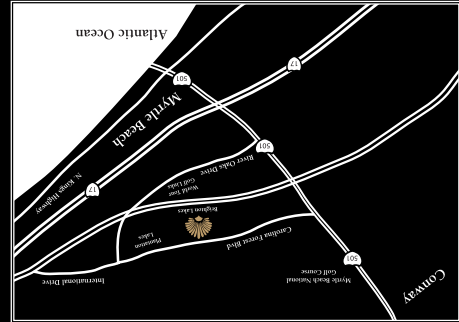 Conway
501
Myrtle Beach National
Golf Course
International Drive
Carolina Forest Blvd
Plantation
Lakes
Brighton Lakes
17
N. Kings Highway
World Tour
Golf Links
River Oaks Drive
501
Myrtle Beach
17
501
Atlantic Ocean